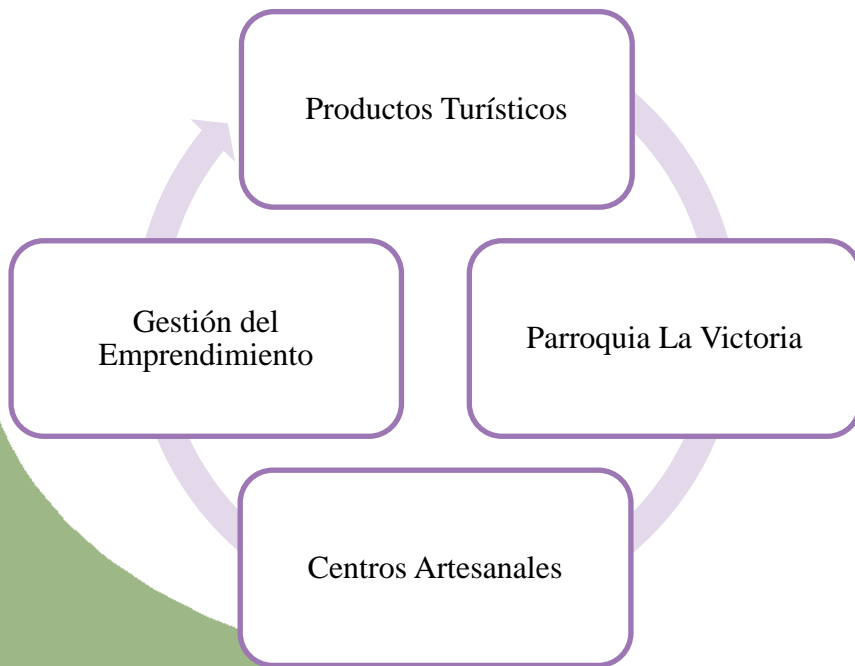 Productos Turísticos
Parroquia La Victoria
Centros Artesanales
Gestión del
Emprendimiento